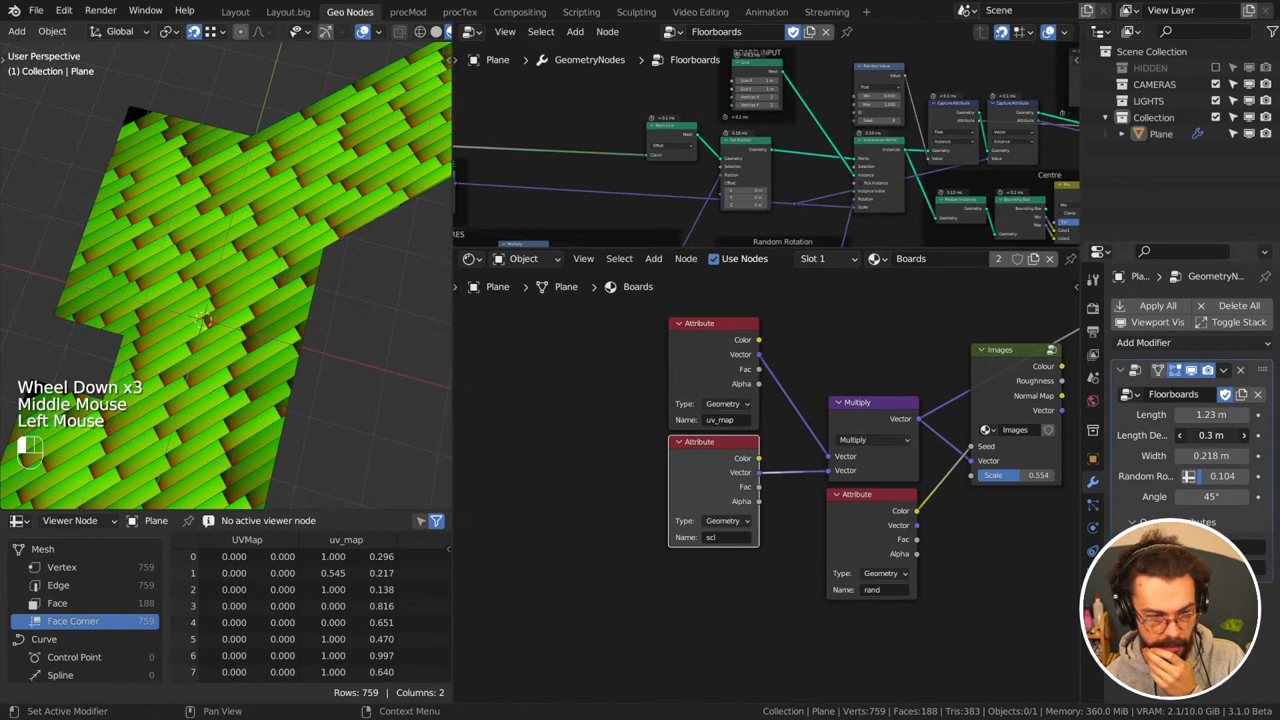 File Edit Render Window Help Layout Layout.big Geo Nodes procMod procTex Compositing Scripting Sculpting Video Editing Animation Streaming Scene View Layer
Add Object Global
User Perspective
(1) Collection | Plane
Wheel Down x3
Middle Mouse
Left Mouse
View Select Add Node Floorboards
Plane GeometryNodes Floorboards
BOARD INPUT
Random Rotation
Centre
Object View Select Add Node Use Nodes Slot 1 Boards 2
Plane Plane Boards
Attribute
Color
Vector
Fac
Alpha
Type: Geometry
Name: uv_map
Attribute
Color
Vector
Fac
Alpha
Type: Geometry
Name: scl
Multiply
Vector
Multiply
Vector
Vector
Attribute
Color
Vector
Fac
Alpha
Type: Geometry
Name: rand
Images
Colour
Roughness
Normal Map
Vector
Images
Seed
Vector
Scale 0.554
Scene Collection
HIDDEN
CAMERAS
LIGHTS
Collection
Plane
Pla... GeometryN...
Apply All Delete All
Viewport Vis Toggle Stack
Add Modifier
Floorboards
Length 1.23 m
Length De... 0.3 m
Width 0.218 m
Random Ro... 0.104
Angle 45°
Viewer Node Plane No active viewer node
Mesh
Vertex 759
Edge 946
Face 188
Face Corner 759
Curve
Control Point 0
Spline 0
UVMap uv_map
0 0.000 0.000 1.000 0.296
1 0.000 0.000 0.545 0.217
2 0.000 0.000 1.000 0.138
3 0.000 0.000 0.000 0.816
4 0.000 0.000 0.000 0.651
5 0.000 0.000 1.000 0.470
6 0.000 0.000 1.000 0.997
7 0.000 0.000 1.000 0.640
Rows: 759 | Columns: 2
Set Active Modifier Pan View Context Menu Collection | Plane | Verts:759 | Faces:188 | Tris:383 | Objects:0/1 | Memory: 360.0 MiB | VRAM: 2.1/10.0 GiB | 3.1.0 Beta